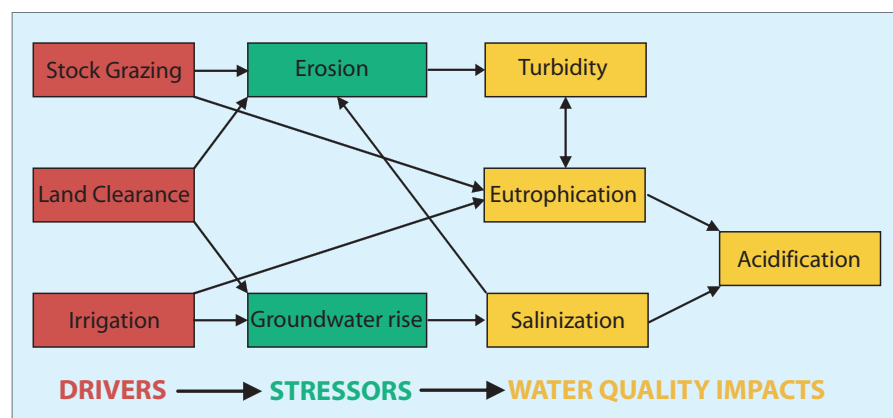 Stock Grazing
Erosion
Turbidity
Land Clearance
Eutrophication
Acidification
Irrigation
Groundwater rise
Salinization
DRIVERS
STRESSORS
WATER QUALITY IMPACTS